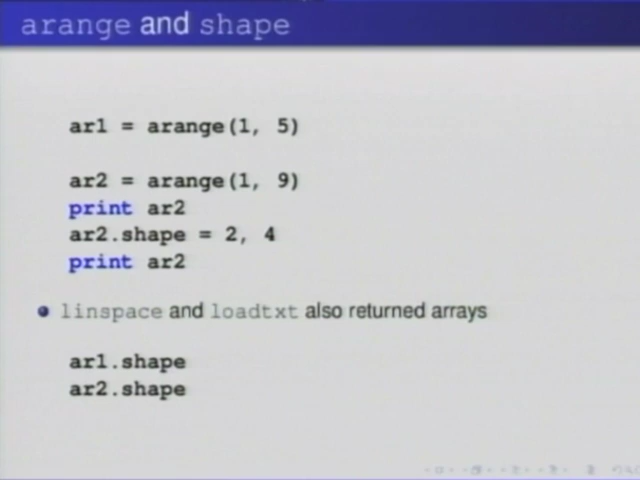 arange and shape
ar1 = arange(1, 5)
ar2 = arange(1, 9)
print ar2
ar2.shape = 2, 4
print ar2
linspace and loadtxt also returned arrays
ar1.shape
ar2.shape